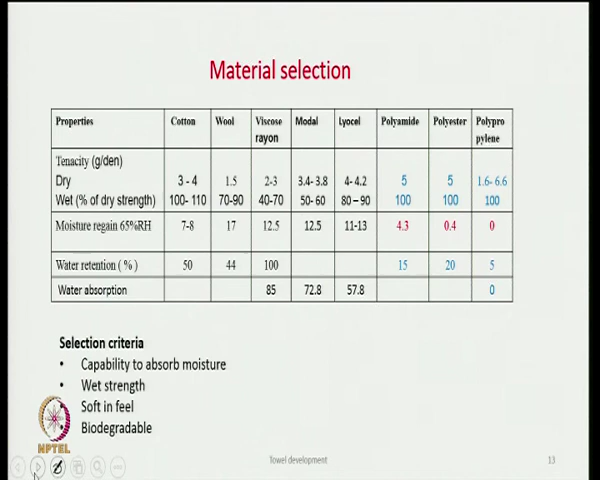 Material selection
Properties Cotton Wool Viscose rayon Modal Lyocel Polyamide Polyester Polypro pylene
Tenacity (g/den)
Dry 3 - 4 1.5 2-3 3.4- 3.8 4- 4.2 5 5 1.6- 6.6
Wet (% of dry strength) 100- 110 70-90 40-70 50- 60 80 – 90 100 100 100
Moisture regain 65%RH 7-8 17 12.5 12.5 11-13 4.3 0.4 0
Water retention ( % ) 50 44 100 15 20 5
Water absorption 85 72.8 57.8 0
Selection criteria
• Capability to absorb moisture
• Wet strength
Soft in feel
Biodegradable
NPTEL
Towel development 13